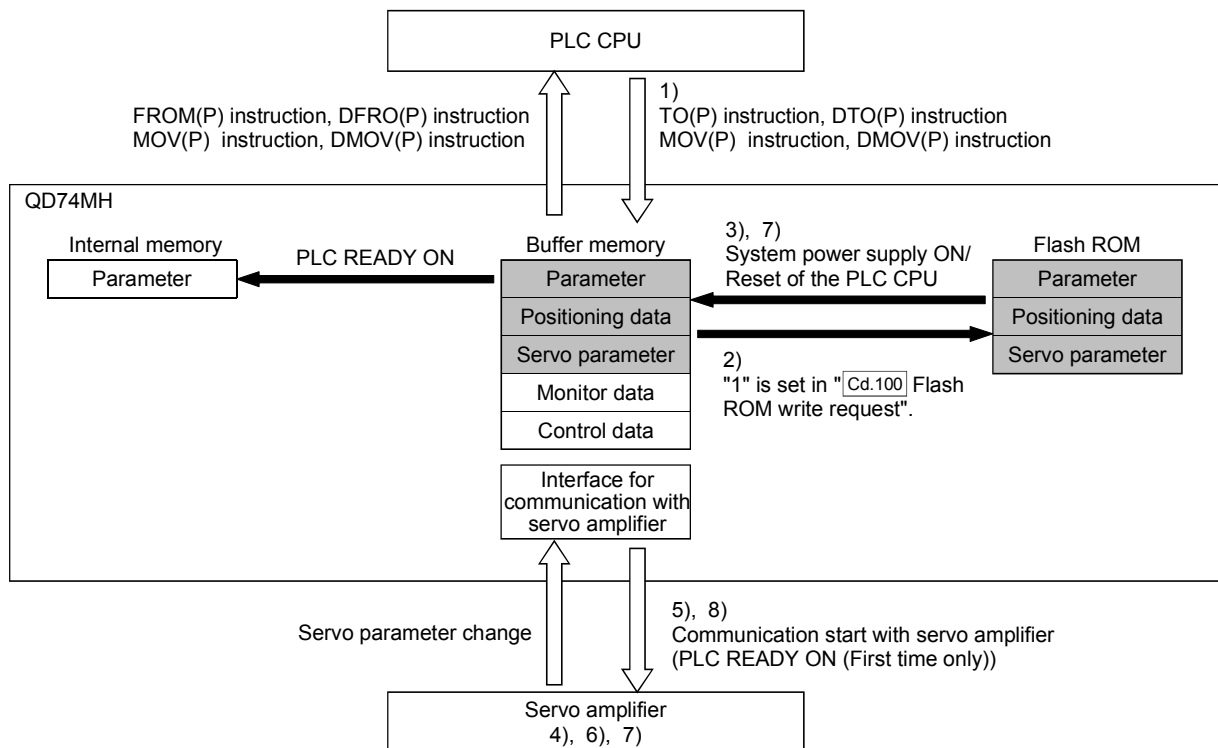 PLC CPU
FROM(P) instruction, DFRO(P) instruction
MOV(P) instruction, DMOV(P) instruction
1)
TO(P) instruction, DTO(P) instruction
MOV(P) instruction, DMOV(P) instruction
QD74MH
Internal memory
Parameter
PLC READY ON
Buffer memory
Parameter
Positioning data
Servo parameter
Monitor data
Control data
3), 7)
System power supply ON/
Reset of the PLC CPU
2)
"1" is set in "Cd.100 Flash
ROM write request".
Flash ROM
Parameter
Positioning data
Servo parameter
Interface for
communication with
servo amplifier
Servo parameter change
5), 8)
Communication start with servo amplifier
(PLC READY ON (First time only))
Servo amplifier
4), 6), 7)